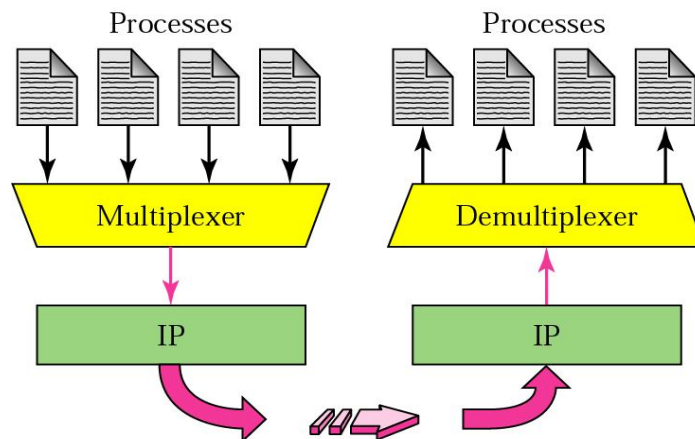 Processes
Processes
Multiplexer
Demultiplexer
IP
IP